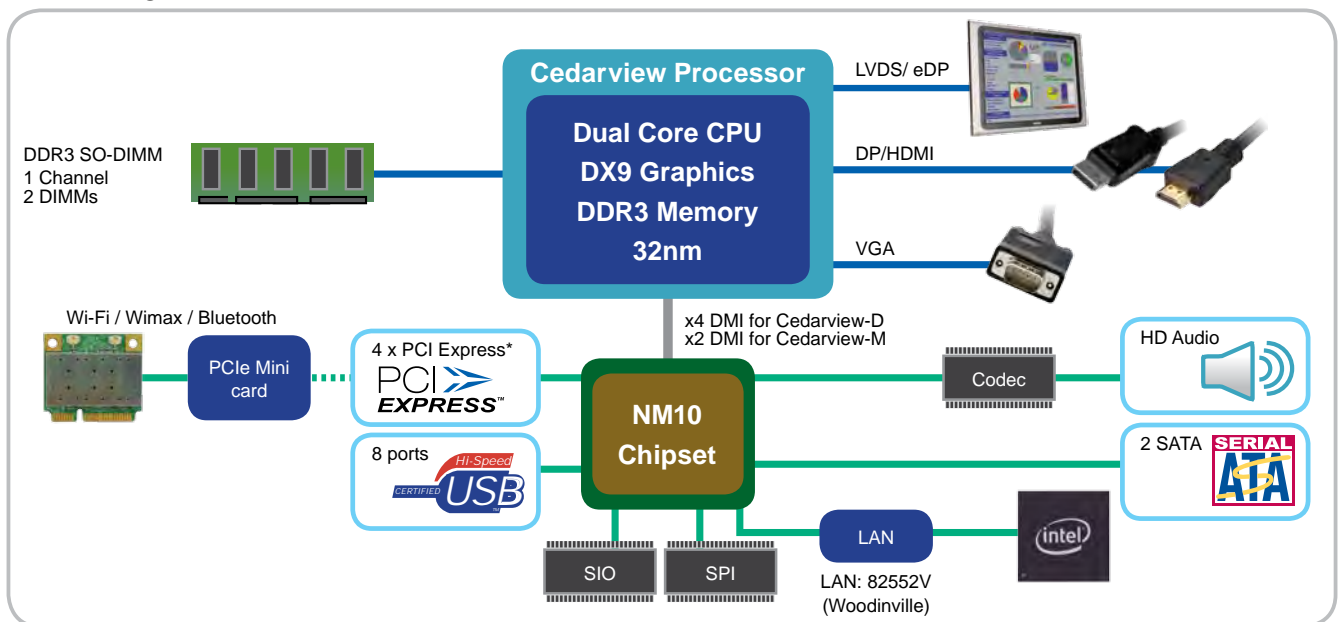 Cedarview Processor
Dual Core CPU
DX9 Graphics
DDR3 Memory
32nm
LVDS/ eDP
DP/HDMI
VGA
DDR3 SO-DIMM
1 Channel
2 DIMMs
x4 DMI for Cedarview-D
x2 DMI for Cedarview-M
Wi-Fi / Wimax / Bluetooth
PCIe Mini
card
4 x PCI Express*
PCI
EXPRESS™
8 ports
HI-Speed
CERTIFIED
USB
NM10
Chipset
Codec
HD Audio
2 SATA
SERIAL
ATA
SIO
SPI
LAN
LAN: 82552V
(Woodinville)
intel